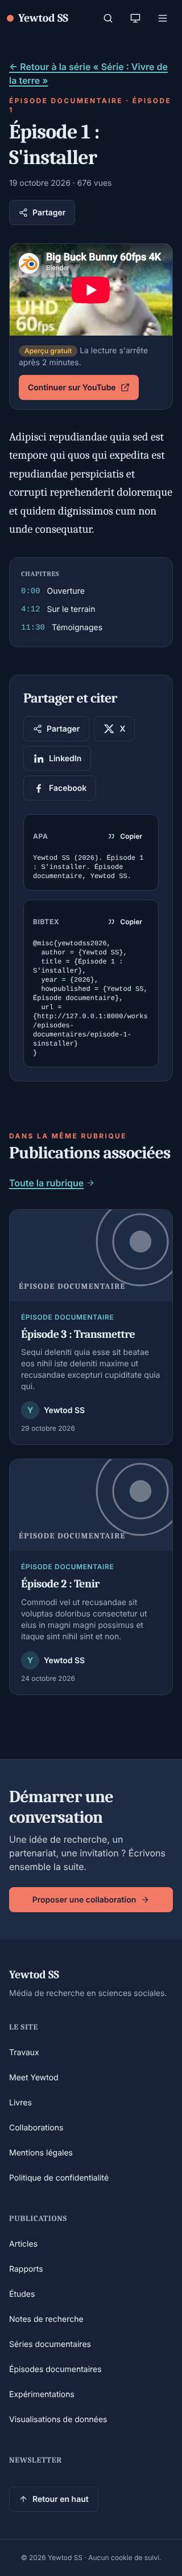 Yewtod SS
← Retour à la série « Série : Vivre de
la terre »
ÉPISODE DOCUMENTAIRE · ÉPISODE
1
Épisode 1 :
S'installer
19 octobre 2026 · 676 vues
Partager
Big Buck Bunny 60fps 4K
Blender
UHD
60 FPS
Aperçu gratuit La lecture s'arrête
après 2 minutes.
Continuer sur YouTube
Adipisci repudiandae quia sed est
tempore qui quos qui expedita est
repudiandae perspiciatis et
corrupti reprehenderit doloremque
et quidem dignissimos cum non
unde consequatur.
CHAPITRES
0:00 Ouverture
4:12 Sur le terrain
11:30 Témoignages
Partager et citer
Partager
X
LinkedIn
Facebook
APA
Copier
Yewtod SS (2026). Épisode 1
: S'installer. Épisode
documentaire, Yewtod SS.
BIBTEX
Copier
@misc{yewtodss2026,
author = {Yewtod SS},
title = {Épisode 1 :
S'installer},
year = {2026},
howpublished = {Yewtod SS,
Épisode documentaire},
url =
{http://127.0.0.1:8000/works
/episodes-
documentaires/episode-1-
sinstaller}
}
DANS LA MÊME RUBRIQUE
Publications associées
Toute la rubrique →
ÉPISODE DOCUMENTAIRE
ÉPISODE DOCUMENTAIRE
Épisode 3 : Transmettre
Sequi deleniti quia esse sit beatae
mos nihil iste deleniti maxime ut
recusandae excepturi cupiditate quia
qui.
Y Yewtod SS
29 octobre 2026
ÉPISODE DOCUMENTAIRE
ÉPISODE DOCUMENTAIRE
Épisode 2 : Tenir
Commodi vel ut recusandae sit
voluptas doloribus consectetur ut
eius in magni magni possimus et
itaque sint nihil sint et non.
Y Yewtod SS
24 octobre 2026
Démarrer une
conversation
Une idée de recherche, un
partenariat, une invitation ? Écrivons
ensemble la suite.
Proposer une collaboration →
Yewtod SS
Média de recherche en sciences sociales.
LE SITE
Travaux
Meet Yewtod
Livres
Collaborations
Mentions légales
Politique de confidentialité
PUBLICATIONS
Articles
Rapports
Études
Notes de recherche
Séries documentaires
Épisodes documentaires
Expérimentations
Visualisations de données
NEWSLETTER
↑ Retour en haut
© 2026 Yewtod SS · Aucun cookie de suivi.